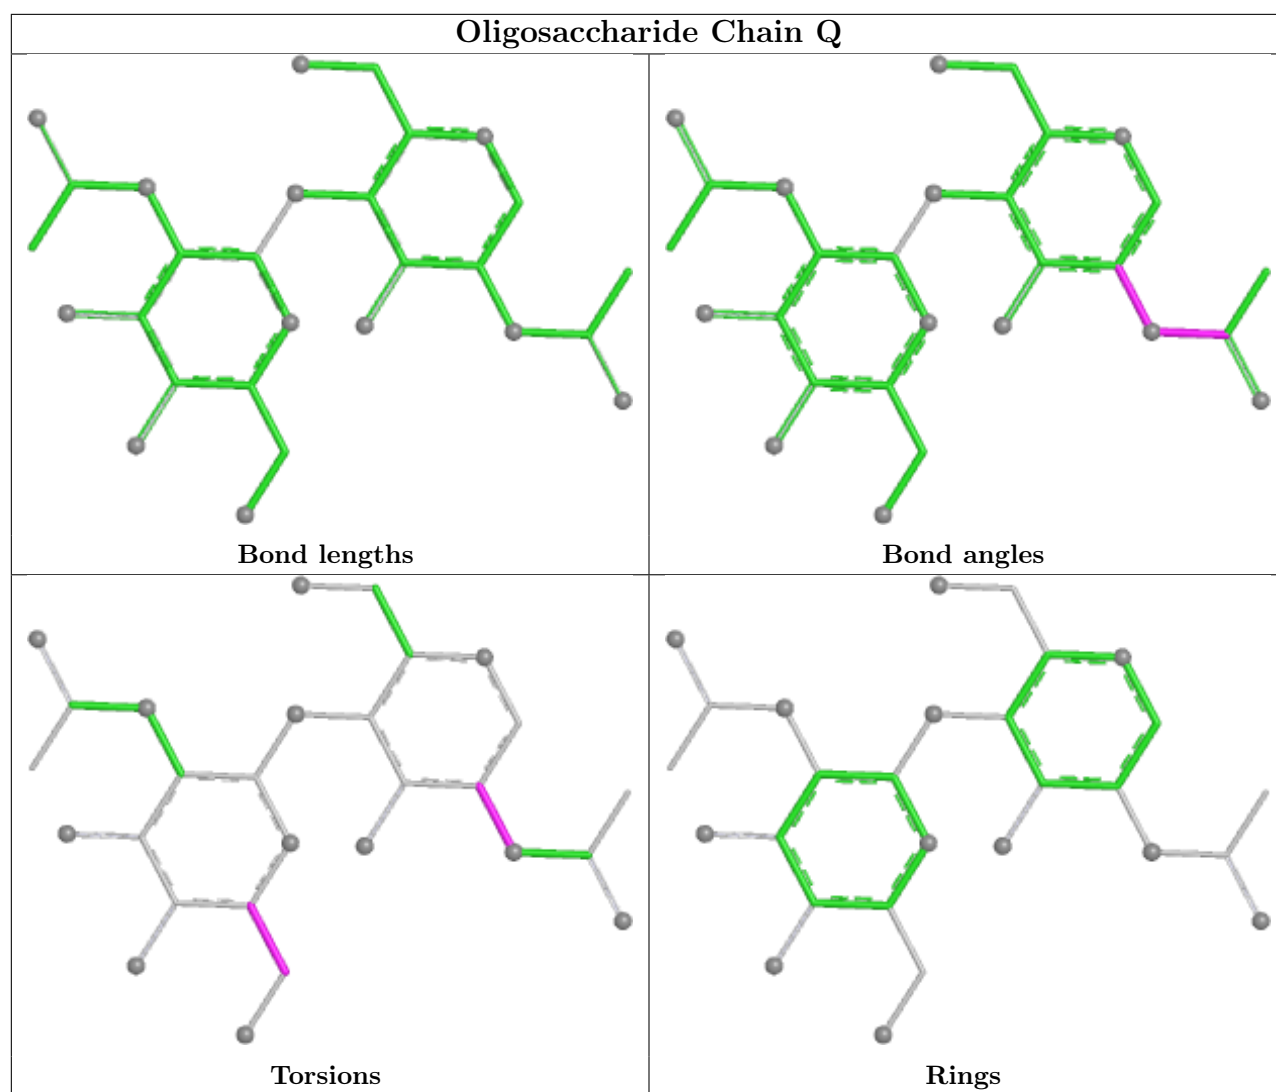 Oligosaccharide Chain Q
Bond lengths
Bond angles
Torsions
Rings